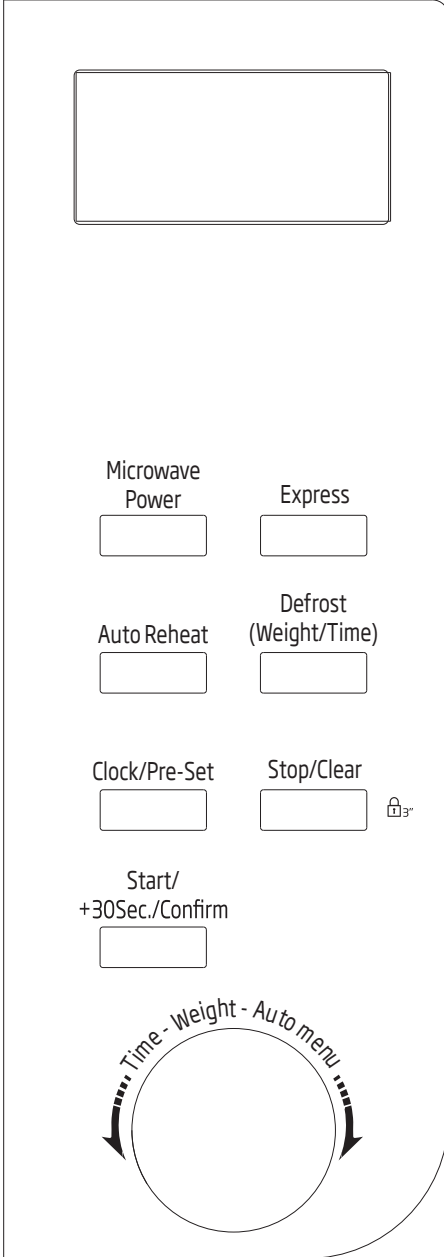 Microwave
Power
Express
Auto Reheat
Defrost
(Weight/Time)
Clock/Pre-Set
Stop/Clear
3"
Start/
+30Sec./Confirm
Time - Weight - Auto menu